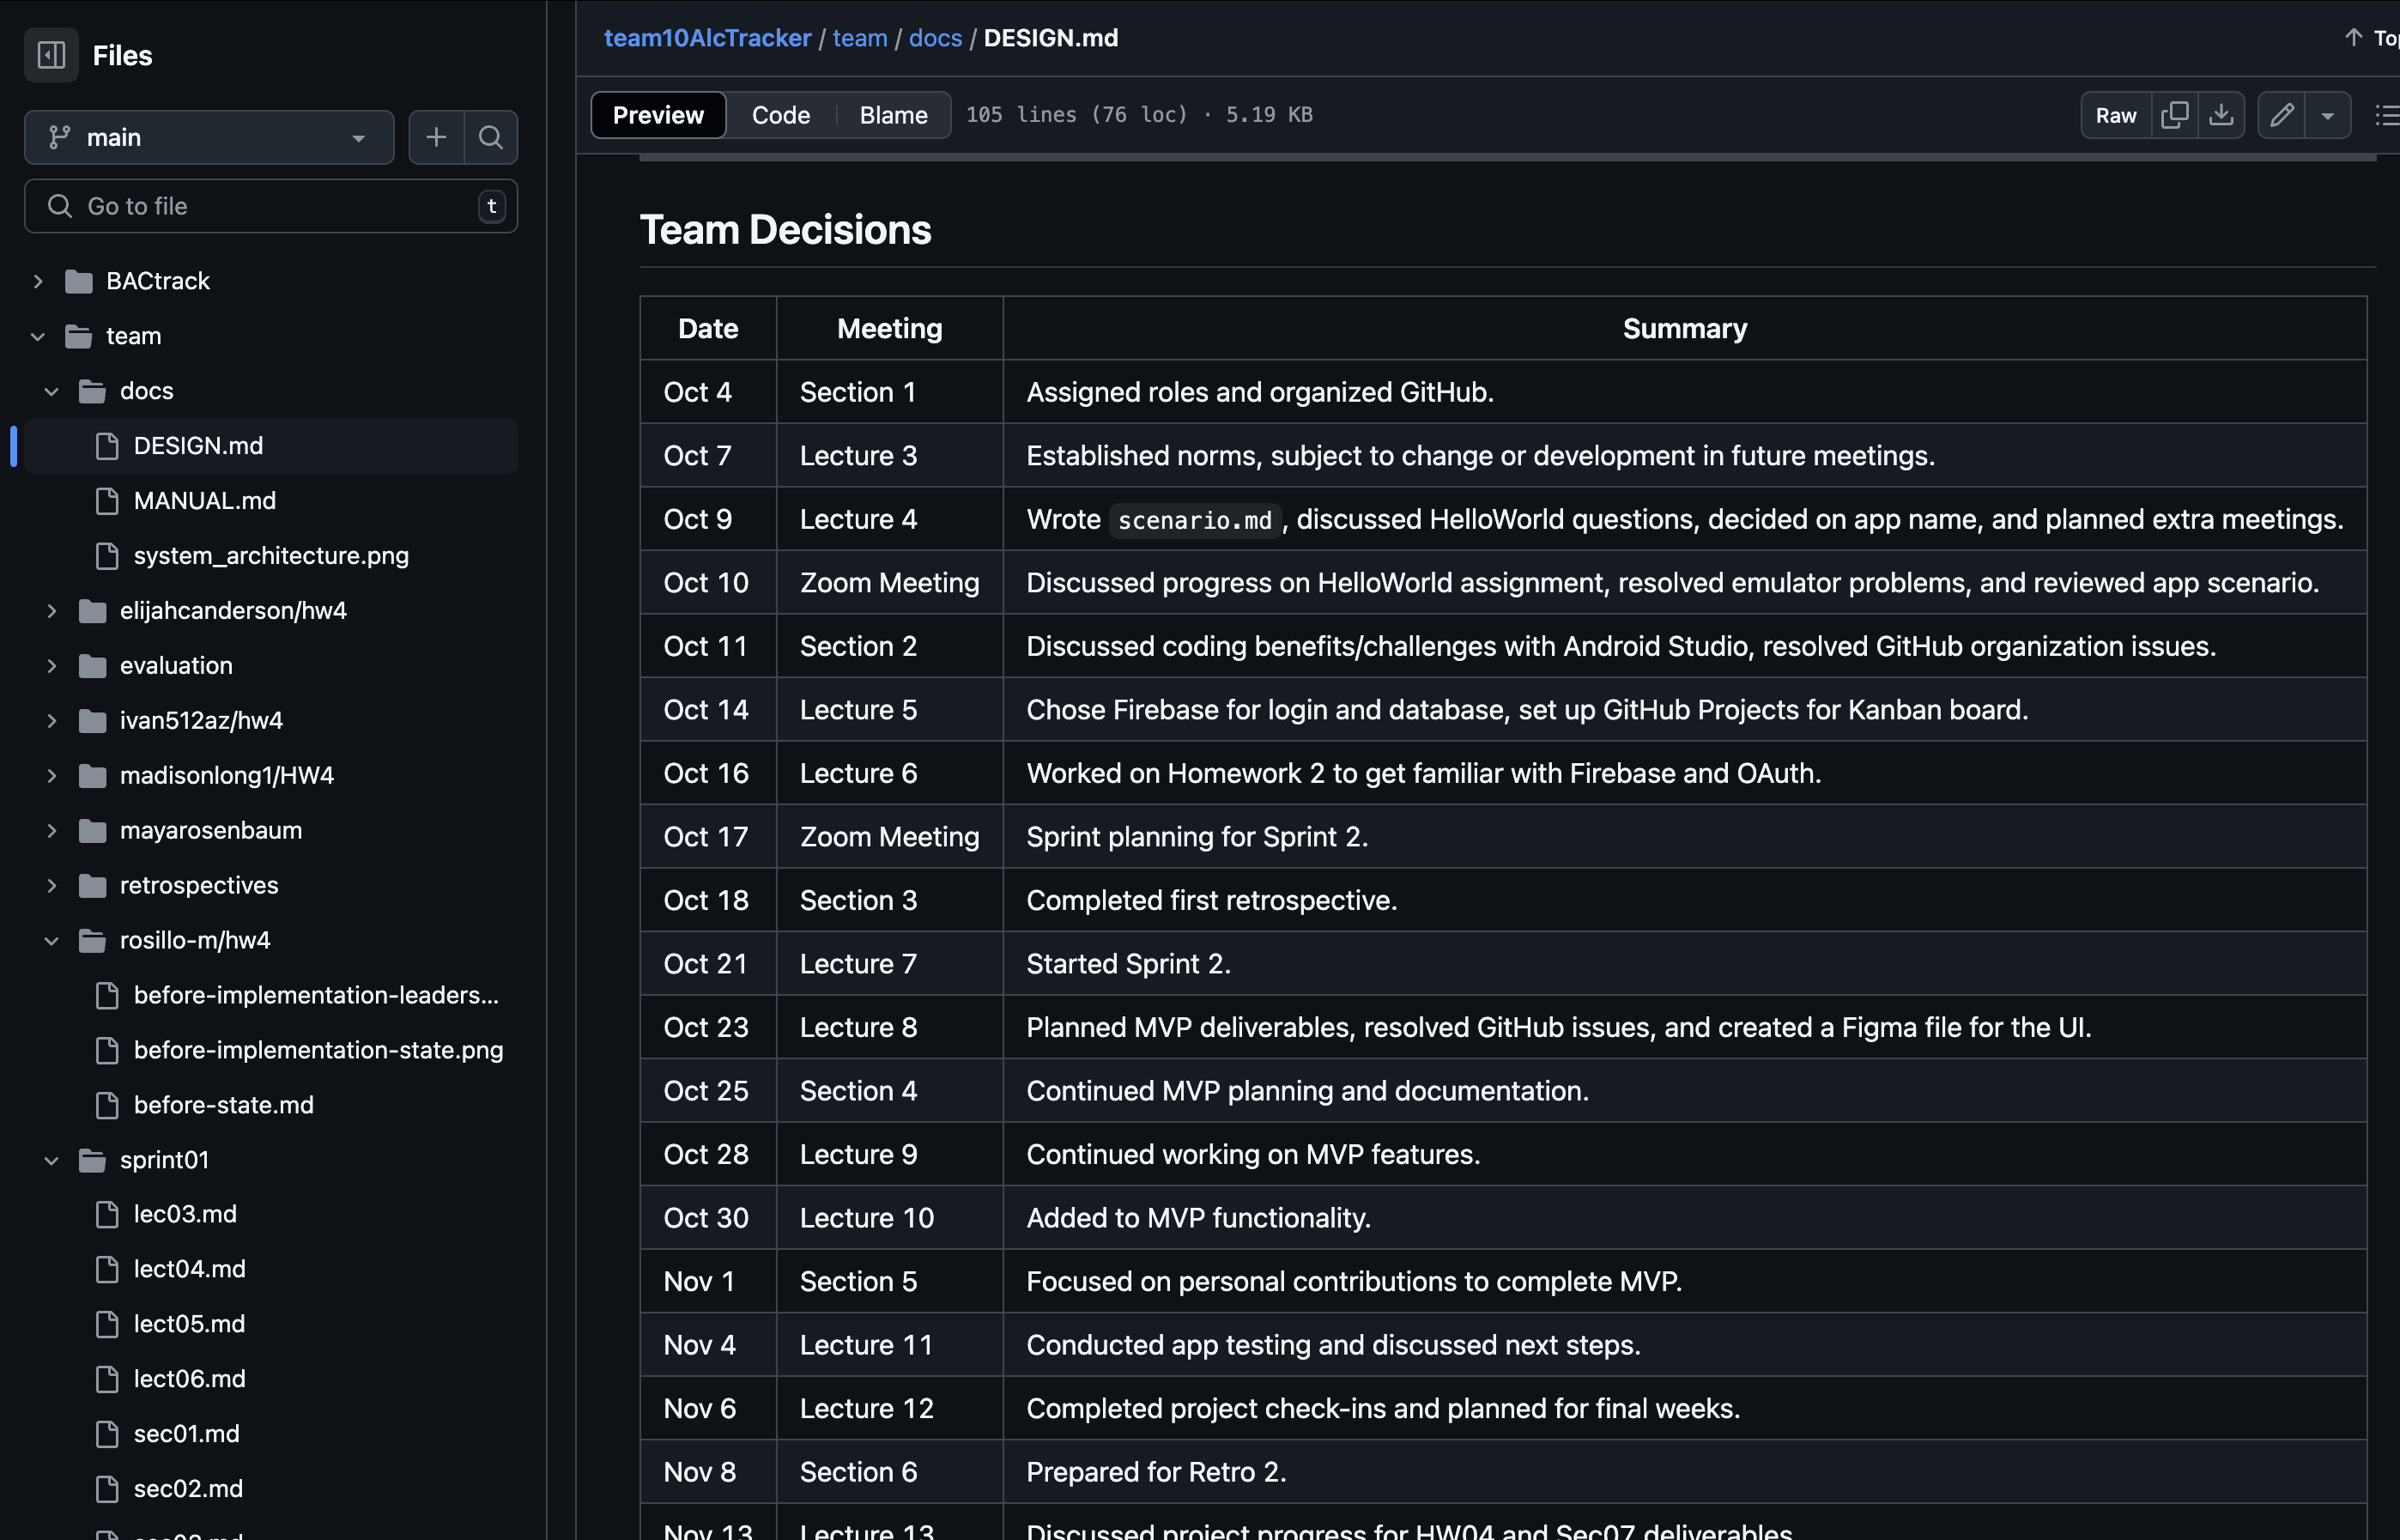 Files
main
Go to file
t
BACtrack
team
docs
DESIGN.md
MANUAL.md
system_architecture.png
elijahcanderson/hw4
evaluation
ivan512az/hw4
madisonlong1/HW4
mayarosenbaum
retrospectives
rosillo-m/hw4
before-implementation-leaders...
before-implementation-state.png
before-state.md
sprint01
lec03.md
lect04.md
lect05.md
lect06.md
sec01.md
sec02.md
team10AlcTracker / team / docs / DESIGN.md
Preview Code Blame 105 lines (76 loc) · 5.19 KB
Raw
Team Decisions
Date Meeting Summary
Oct 4 Section 1 Assigned roles and organized GitHub.
Oct 7 Lecture 3 Established norms, subject to change or development in future meetings.
Oct 9 Lecture 4 Wrote scenario.md , discussed HelloWorld questions, decided on app name, and planned extra meetings.
Oct 10 Zoom Meeting Discussed progress on HelloWorld assignment, resolved emulator problems, and reviewed app scenario.
Oct 11 Section 2 Discussed coding benefits/challenges with Android Studio, resolved GitHub organization issues.
Oct 14 Lecture 5 Chose Firebase for login and database, set up GitHub Projects for Kanban board.
Oct 16 Lecture 6 Worked on Homework 2 to get familiar with Firebase and OAuth.
Oct 17 Zoom Meeting Sprint planning for Sprint 2.
Oct 18 Section 3 Completed first retrospective.
Oct 21 Lecture 7 Started Sprint 2.
Oct 23 Lecture 8 Planned MVP deliverables, resolved GitHub issues, and created a Figma file for the UI.
Oct 25 Section 4 Continued MVP planning and documentation.
Oct 28 Lecture 9 Continued working on MVP features.
Oct 30 Lecture 10 Added to MVP functionality.
Nov 1 Section 5 Focused on personal contributions to complete MVP.
Nov 4 Lecture 11 Conducted app testing and discussed next steps.
Nov 6 Lecture 12 Completed project check-ins and planned for final weeks.
Nov 8 Section 6 Prepared for Retro 2.
Nov 13 Lecture 13 Discussed project progress for HW04 and Sec07 deliverables